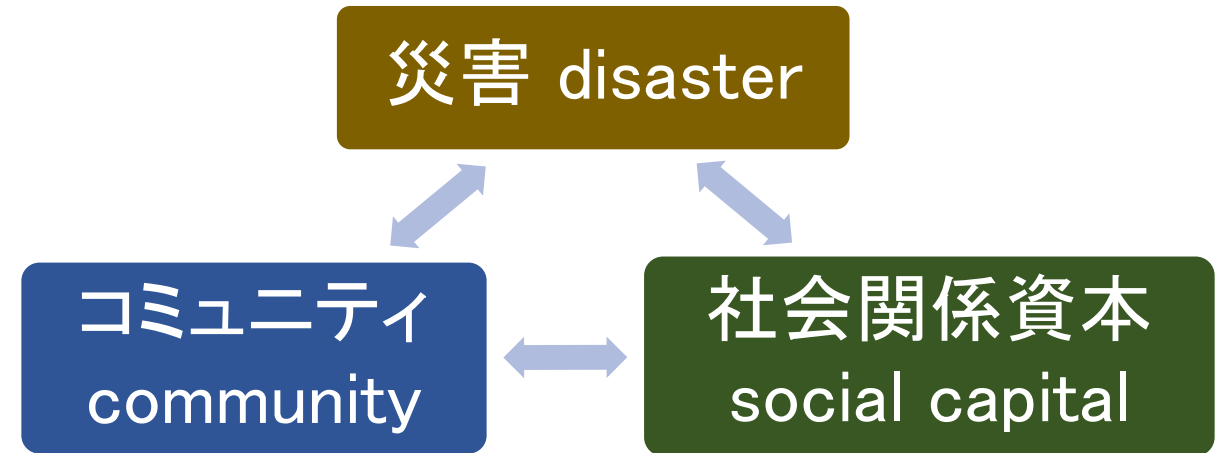 災害 disaster
コミュニティ
community
社会関係資本
social capital